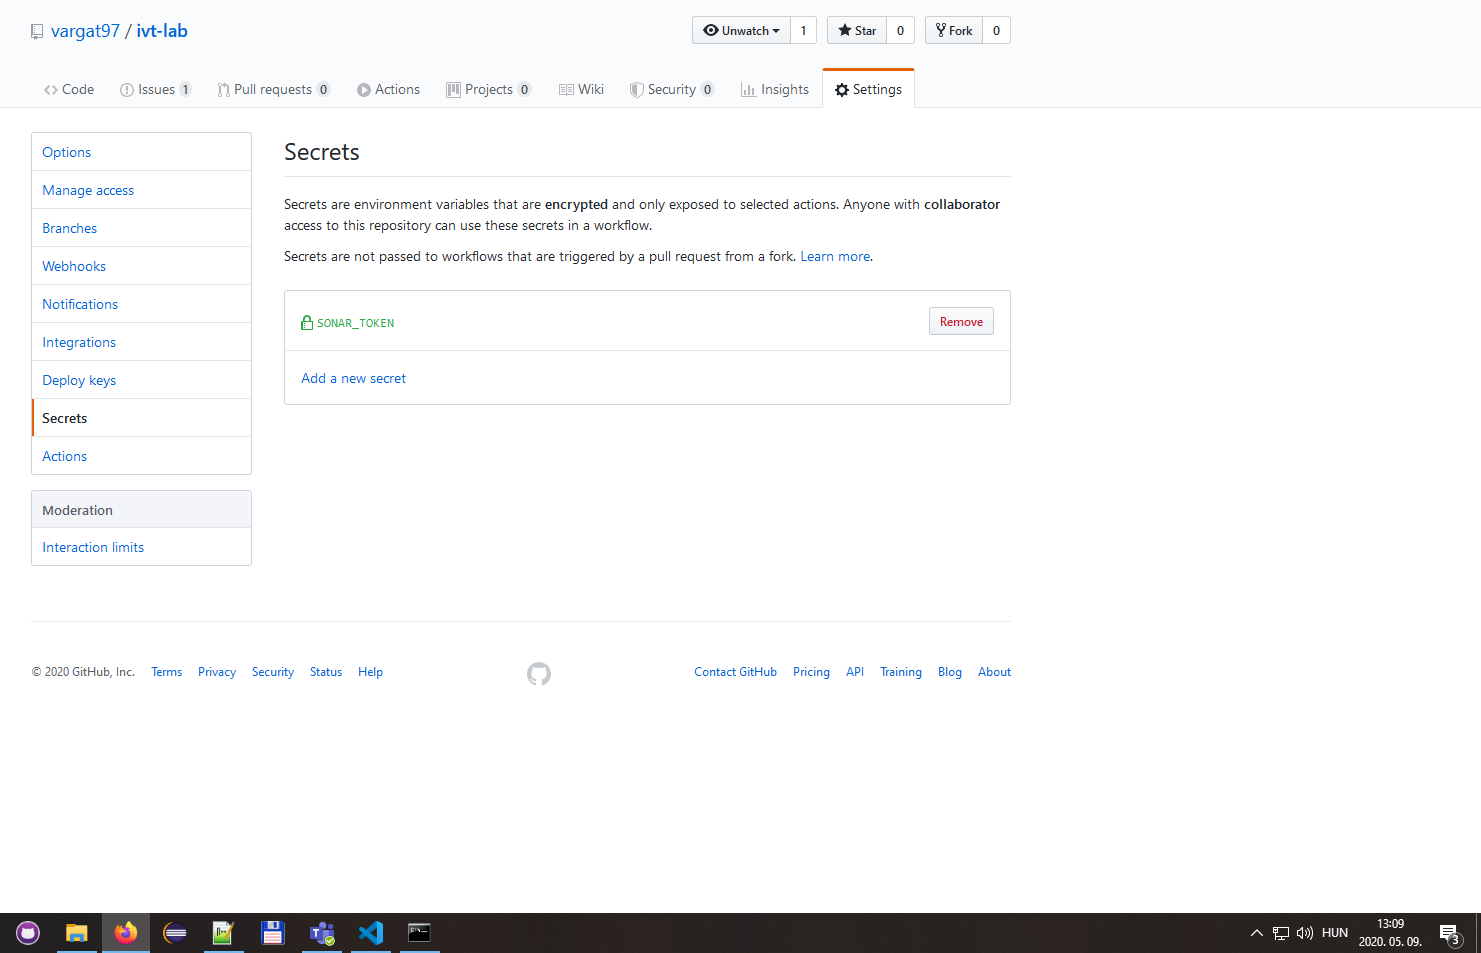 vargat97 / ivt-lab
Unwatch 1 Star 0 Fork 0
Code Issues 1 Pull requests 0 Actions Projects 0 Wiki Security 0 Insights Settings
Options
Manage access
Branches
Webhooks
Notifications
Integrations
Deploy keys
Secrets
Actions
Moderation
Interaction limits
Secrets
Secrets are environment variables that are encrypted and only exposed to selected actions. Anyone with collaborator
access to this repository can use these secrets in a workflow.
Secrets are not passed to workflows that are triggered by a pull request from a fork. Learn more.
SONAR_TOKEN Remove
Add a new secret
© 2020 GitHub, Inc. Terms Privacy Security Status Help Contact GitHub Pricing API Training Blog About
HUN
13:09
2020. 05. 09.
3